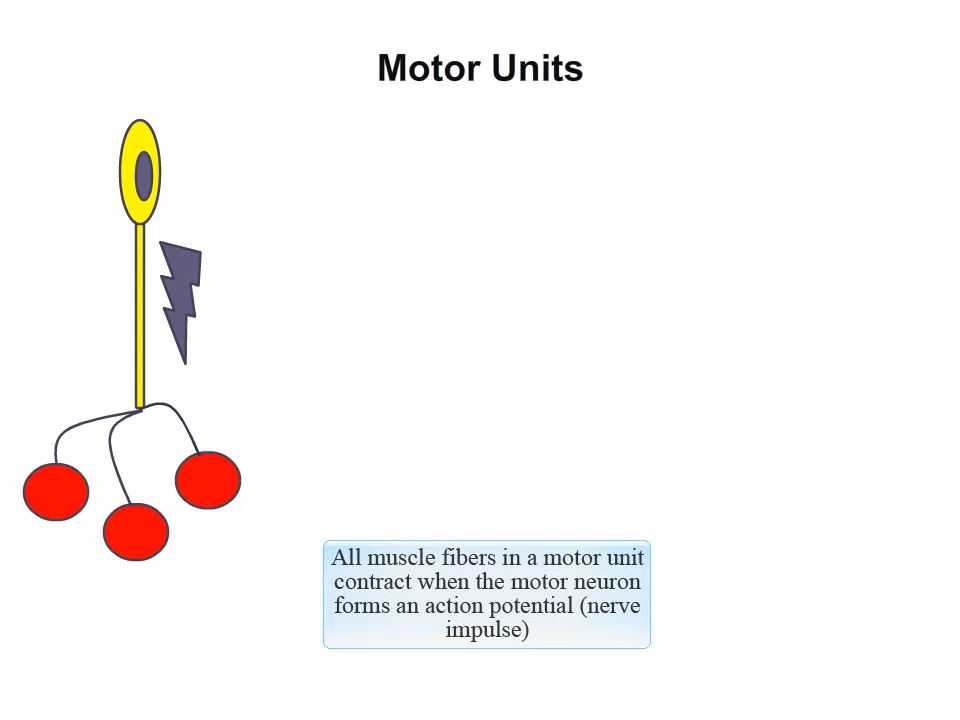 Motor Units
All muscle fibers in a motor unit
contract when the motor neuron
forms an action potential (nerve
impulse)